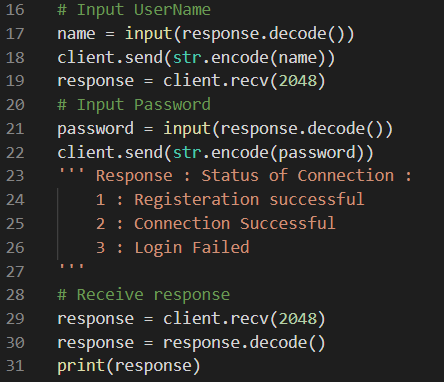 16 # Input UserName
17 name = input(response.decode())
18 client.send(str.encode(name))
19 response = client.recv(2048)
20 # Input Password
21 password = input(response.decode())
22 client.send(str.encode(password))
23 ''' Response : Status of Connection :
24     1 : Registeration successful
25     2 : Connection Successful
26     3 : Login Failed
27 '''
28 # Receive response
29 response = client.recv(2048)
30 response = response.decode()
31 print(response)